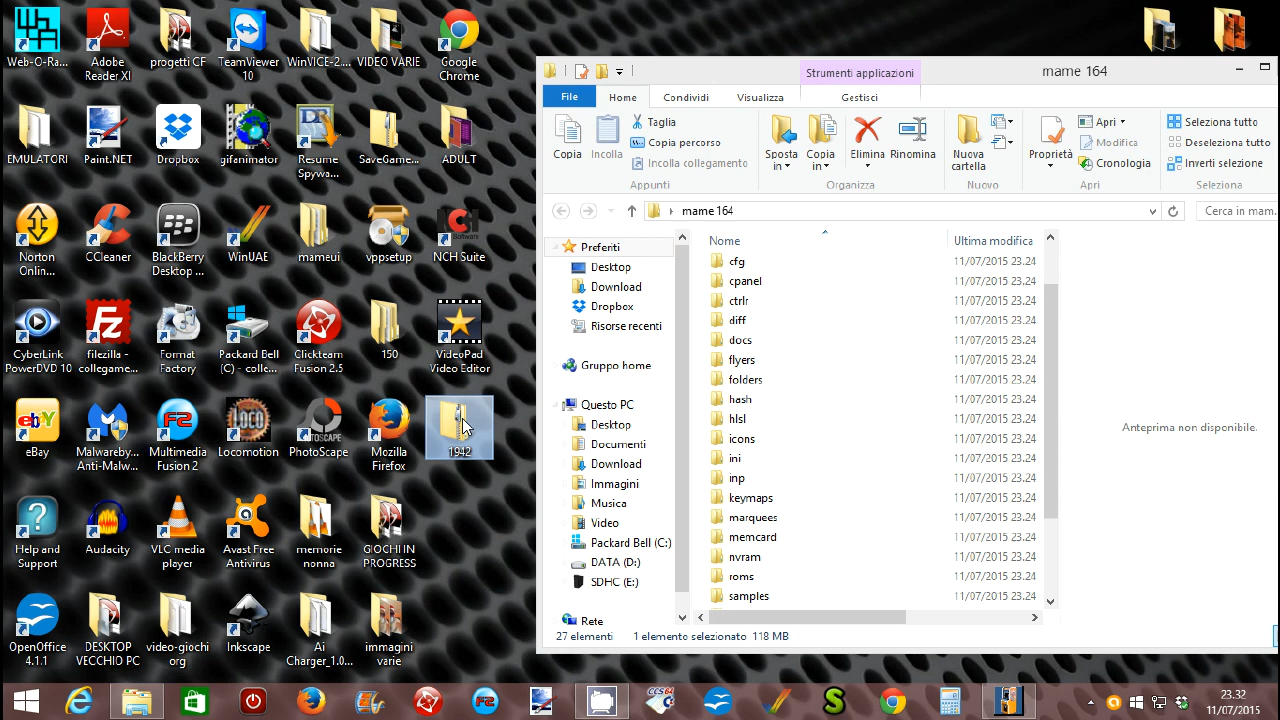 Web-O-Ra...
Adobe
Reader XI
progetti CF
TeamViewer
10
WinVICE-2....
VIDEO VARIE
Google
Chrome
EMULATORI
Paint.NET
Dropbox
gifanimator
Resume
Spywa...
SaveGame...
ADULT
Norton
Onlin...
CCleaner
BlackBerry
Desktop ...
WinUAE
mameui
vppsetup
NCH Suite
CyberLink
PowerDVD 10
filezilla -
collegame...
Format
Factory
Packard Bell
(C) - colle...
Clickteam
Fusion 2.5
150
VideoPad
Video Editor
eBay
Malwareby...
Anti-Malw...
Multimedia
Fusion 2
Locomotion
PhotoScape
Mozilla
Firefox
1942
Help and
Support
Audacity
VLC media
player
Avast Free
Antivirus
memorie
nonna
GIOCHI IN
PROGRESS
OpenOffice
4.1.1
DESKTOP
VECCHIO PC
video-giochi
org
Inkscape
Ai
Charger_1.0...
immagini
varie
Strumenti applicazioni
mame 164
File
Home
Condividi
Visualizza
Gestisci
Copia
Incolla
Taglia
Copia percorso
Incolla collegamento
Appunti
Sposta
in
Copia
in
Elimina
Rinomina
Organizza
Nuova
cartella
Nuovo
Proprietà
Apri
Modifica
Cronologia
Apri
Seleziona tutto
Deseleziona tutto
Inverti selezione
Seleziona
mame 164
Cerca in mam...
Preferiti
Desktop
Download
Dropbox
Risorse recenti
Gruppo home
Questo PC
Desktop
Documenti
Download
Immagini
Musica
Video
Packard Bell (C:)
DATA (D:)
SDHC (E:)
Rete
Nome Ultima modifica
cfg 11/07/2015 23.24
cpanel 11/07/2015 23.24
ctrlr 11/07/2015 23.24
diff 11/07/2015 23.24
docs 11/07/2015 23.24
flyers 11/07/2015 23.24
folders 11/07/2015 23.24
hash 11/07/2015 23.24
hlsl 11/07/2015 23.24
icons 11/07/2015 23.24
ini 11/07/2015 23.24
inp 11/07/2015 23.24
keymaps 11/07/2015 23.24
marquees 11/07/2015 23.24
memcard 11/07/2015 23.24
nvram 11/07/2015 23.24
roms 11/07/2015 23.24
samples 11/07/2015 23.24
Anteprima non disponibile.
27 elementi 1 elemento selezionato 118 MB
23.32
11/07/2015